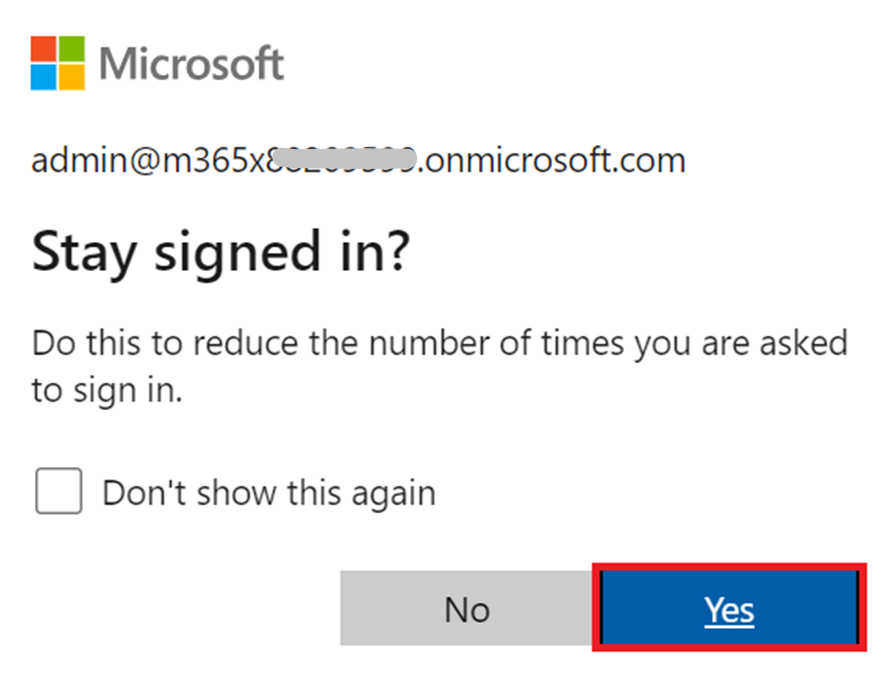 Microsoft
admin@m365x
.onmicrosoft.com
Stay signed in?
Do this to reduce the number of times you are asked
to sign in.
Don't show this again
No
Yes